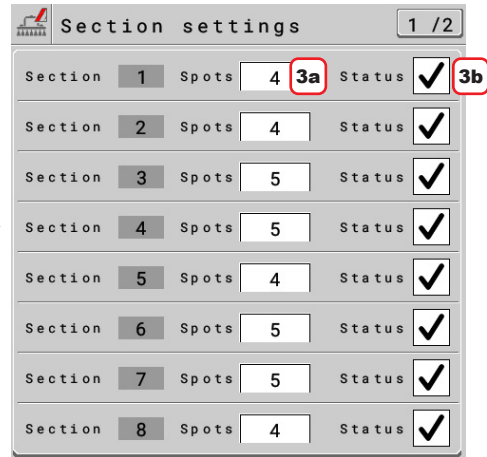 Section settings 1 /2
Section 1 Spots 4 3a Status 3b
Section 2 Spots 4 Status
Section 3 Spots 5 Status
Section 4 Spots 5 Status
Section 5 Spots 4 Status
Section 6 Spots 5 Status
Section 7 Spots 5 Status
Section 8 Spots 4 Status